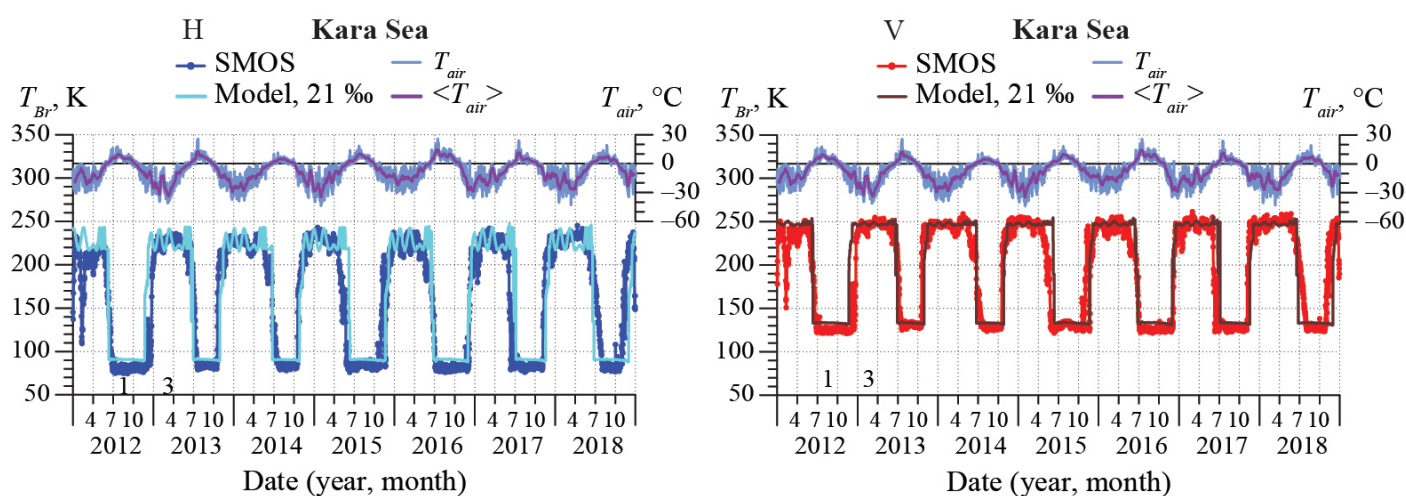 H Kara Sea
SMOS T_air
Model, 21 ‰ <T_air>
T_Br, K T_air, °C
350
300
250
200
150
100
50
30
0
–30
–60
1 3
4 7 10 4 7 10 4 7 10 4 7 10 4 7 10 4 7 10 4 7 10
2012 2013 2014 2015 2016 2017 2018
Date (year, month)
V Kara Sea
SMOS T_air
Model, 21 ‰ <T_air>
T_Br, K T_air, °C
350
300
250
200
150
100
50
30
0
–30
–60
1 3
4 7 10 4 7 10 4 7 10 4 7 10 4 7 10 4 7 10 4 7 10
2012 2013 2014 2015 2016 2017 2018
Date (year, month)